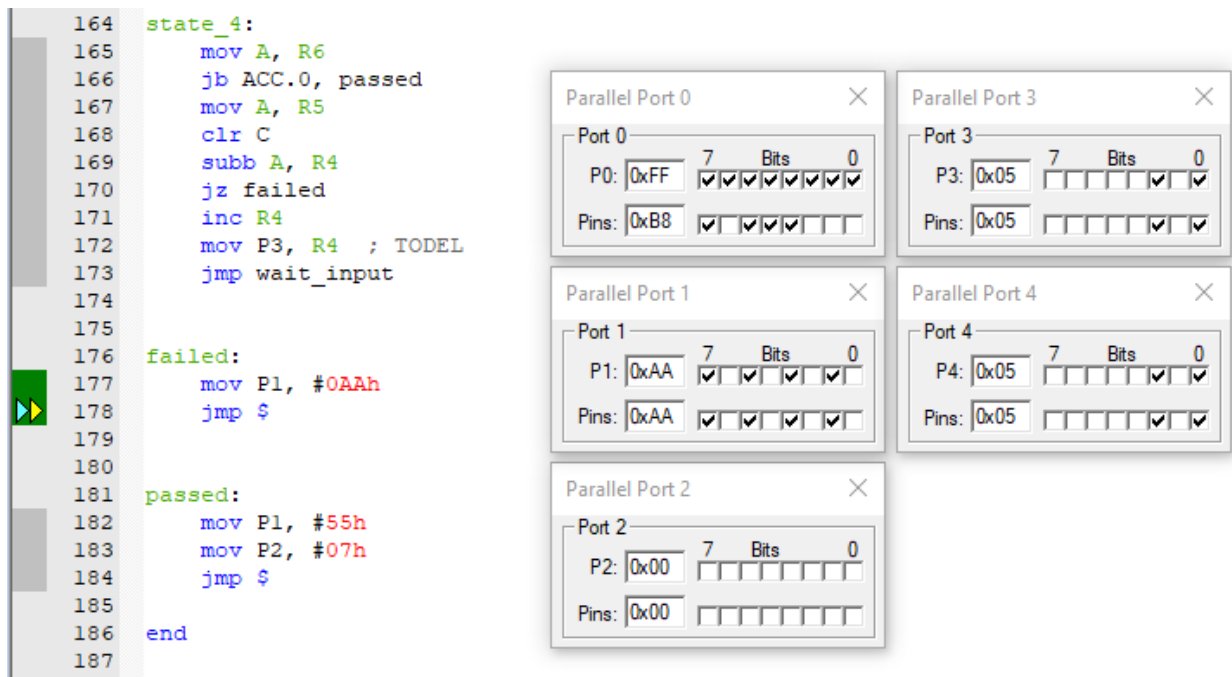 164 state_4:
165 mov A, R6
166 jb ACC.0, passed
167 mov A, R5
168 clr C
169 subb A, R4
170 jz failed
171 inc R4
172 mov P3, R4 ; TODEL
173 jmp wait_input
174
175
176 failed:
177 mov P1, #0AAh
178 jmp $
179
180
181 passed:
182 mov P1, #55h
183 mov P2, #07h
184 jmp $
185
186 end
187
Parallel Port 0
Port 0
7 Bits 0
P0: 0xFF
Pins: 0xB8
Parallel Port 3
Port 3
7 Bits 0
P3: 0x05
Pins: 0x05
Parallel Port 1
Port 1
7 Bits 0
P1: 0xAA
Pins: 0xAA
Parallel Port 4
Port 4
7 Bits 0
P4: 0x05
Pins: 0x05
Parallel Port 2
Port 2
7 Bits 0
P2: 0x00
Pins: 0x00